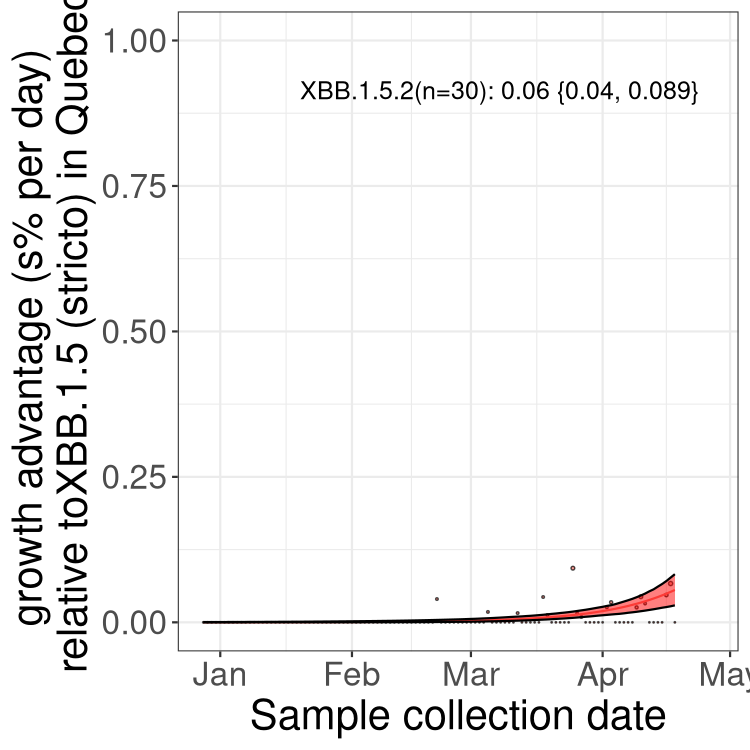 growth advantage (s% per day)
relative toXBB.1.5 (stricto) in Quebec
1.00
0.75
0.50
0.25
0.00
XBB.1.5.2(n=30): 0.06 {0.04, 0.089}
Jan
Feb
Mar
Apr
May
Sample collection date